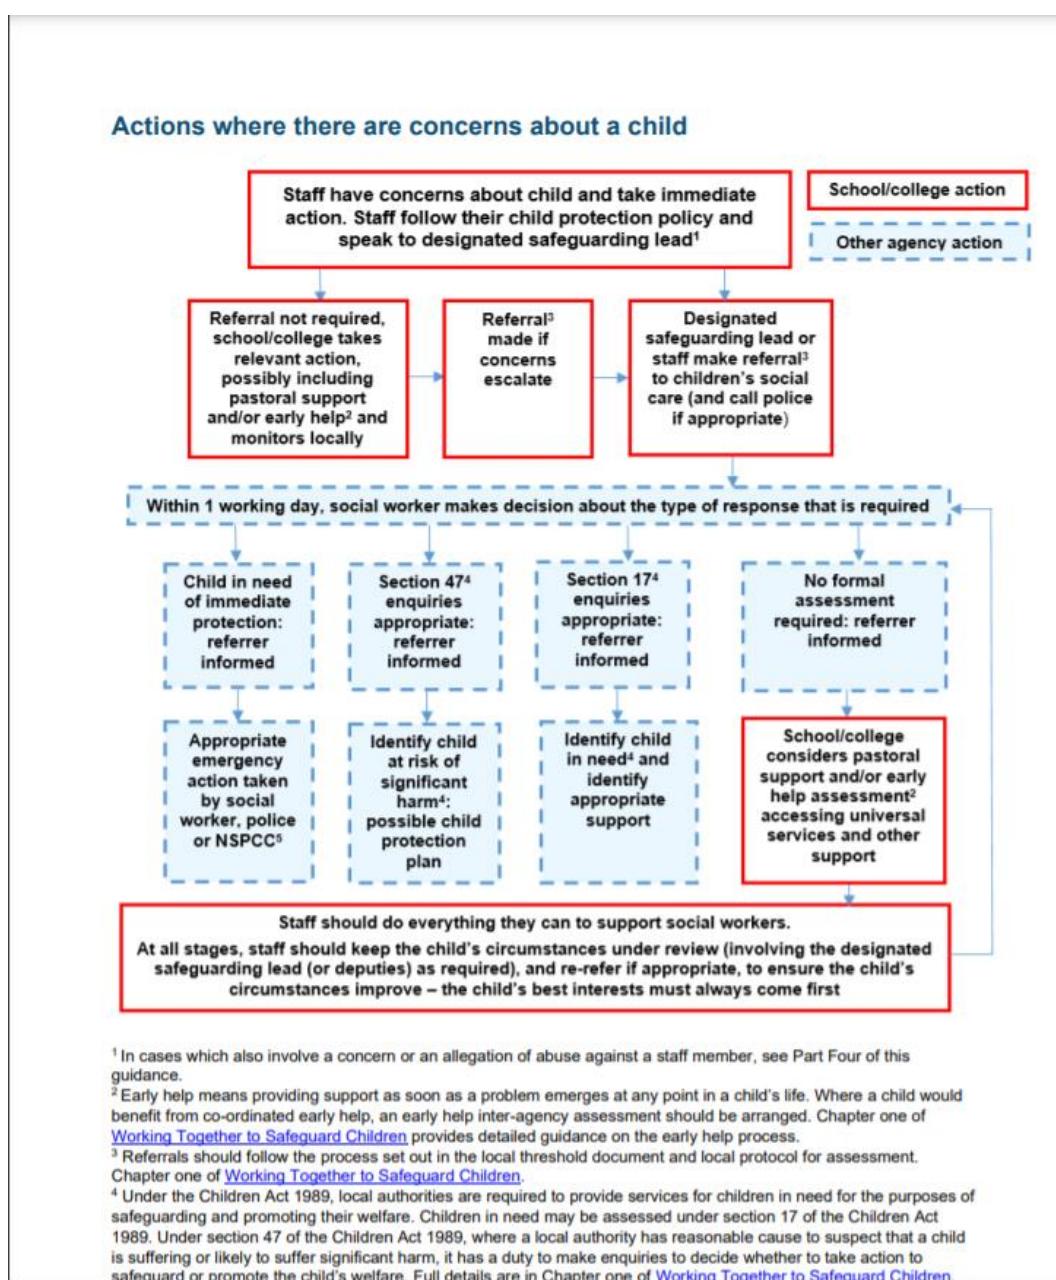 Actions where there are concerns about a child
Staff have concerns about child and take immediate
action. Staff follow their child protection policy and
speak to designated safeguarding lead¹
School/college action
Other agency action
Referral not required,
school/college takes
relevant action,
possibly including
pastoral support
and/or early help² and
monitors locally
Referral³
made if
concerns
escalate
Designated
safeguarding lead or
staff make referral³
to children’s social
care (and call police
if appropriate)
Within 1 working day, social worker makes decision about the type of response that is required
Child in need
of immediate
protection:
referrer
informed
Section 47⁴
enquiries
appropriate:
referrer
informed
Section 17⁴
enquiries
appropriate:
referrer
informed
No formal
assessment
required: referrer
informed
Appropriate
emergency
action taken
by social
worker, police
or NSPCC⁵
Identify child
at risk of
significant
harm⁴:
possible child
protection
plan
Identify child
in need⁴ and
identify
appropriate
support
School/college
considers pastoral
support and/or early
help assessment²
accessing universal
services and other
support
Staff should do everything they can to support social workers.
At all stages, staff should keep the child’s circumstances under review (involving the designated
safeguarding lead (or deputies) as required), and re-refer if appropriate, to ensure the child’s
circumstances improve – the child’s best interests must always come first
¹ In cases which also involve a concern or an allegation of abuse against a staff member, see Part Four of this
guidance.
² Early help means providing support as soon as a problem emerges at any point in a child’s life. Where a child would
benefit from co-ordinated early help, an early help inter-agency assessment should be arranged. Chapter one of
Working Together to Safeguard Children provides detailed guidance on the early help process.
³ Referrals should follow the process set out in the local threshold document and local protocol for assessment.
Chapter one of Working Together to Safeguard Children.
⁴ Under the Children Act 1989, local authorities are required to provide services for children in need for the purposes of
safeguarding and promoting their welfare. Children in need may be assessed under section 17 of the Children Act
1989. Under section 47 of the Children Act 1989, where a local authority has reasonable cause to suspect that a child
is suffering or likely to suffer significant harm, it has a duty to make enquiries to decide whether to take action to
safeguard or promote the child’s welfare. Full details are in Chapter one of Working Together to Safeguard Children